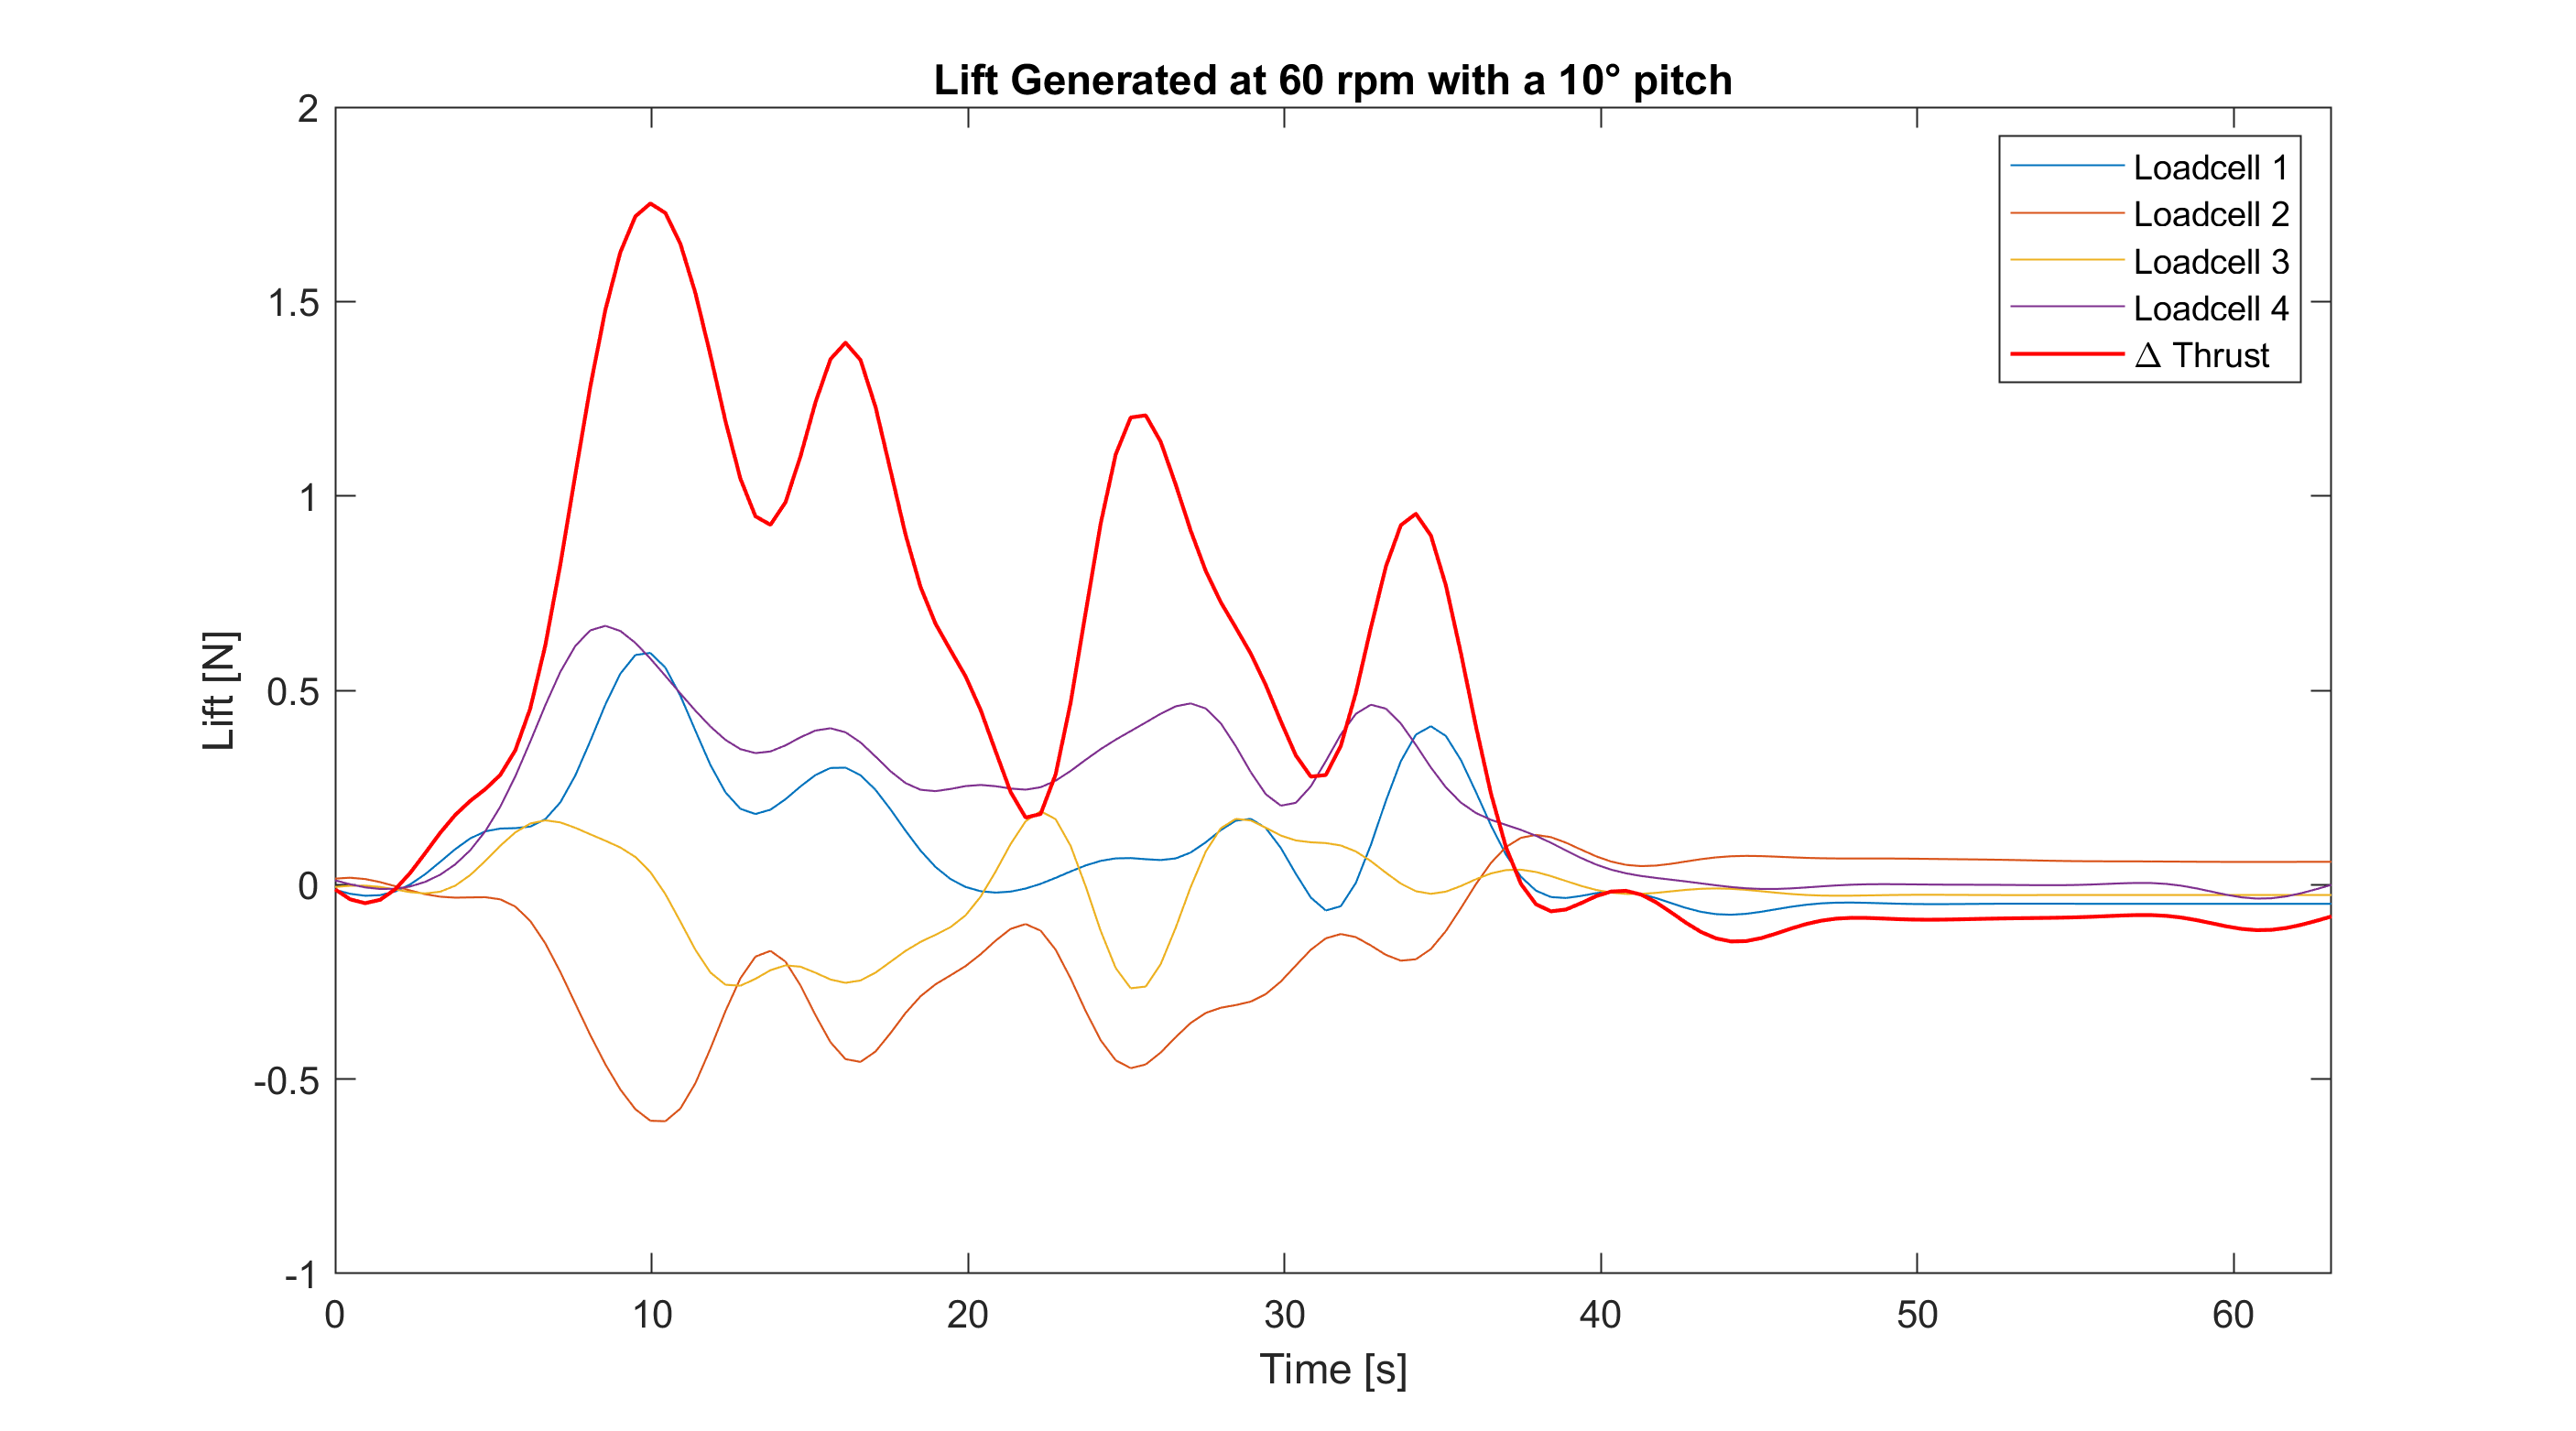 Lift Generated at 60 rpm with a 10° pitch
2
1.5
1
0.5
0
-0.5
-1
Lift [N]
Loadcell 1
Loadcell 2
Loadcell 3
Loadcell 4
Δ Thrust
0 10 20 30 40 50 60
Time [s]